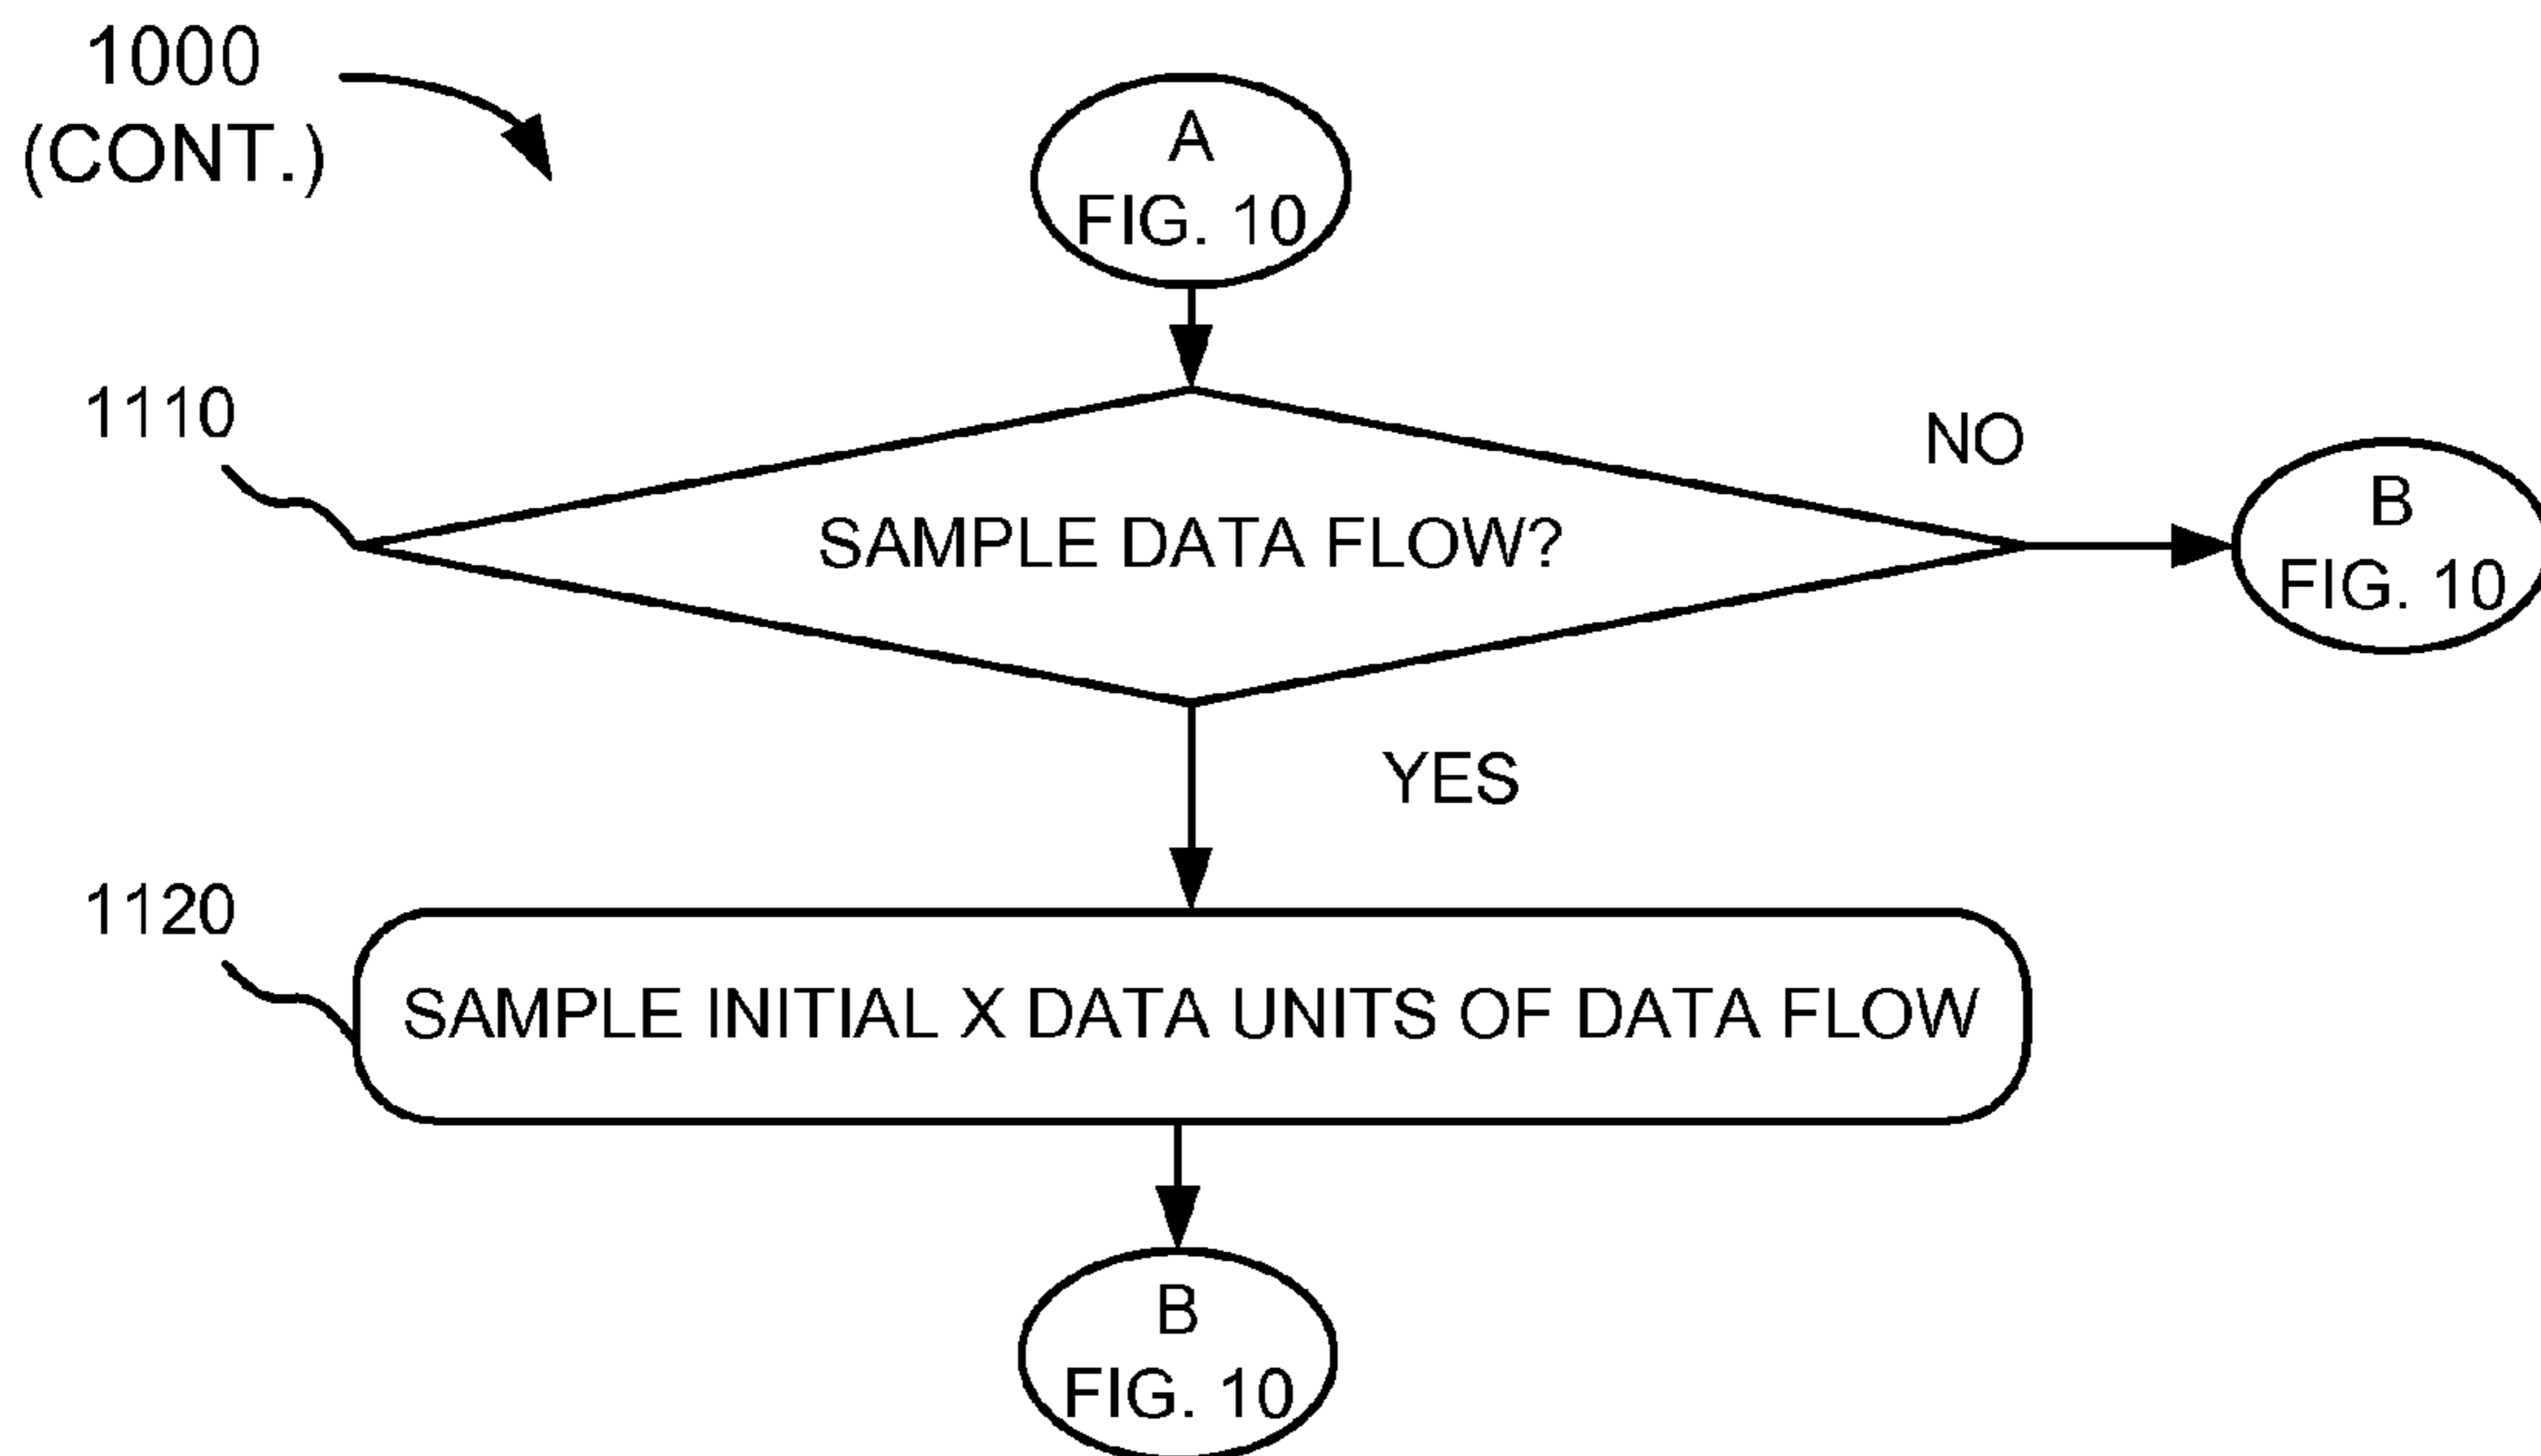 1000
(CONT.)
A
FIG. 10
1110
SAMPLE DATA FLOW?
NO
B
FIG. 10
YES
1120
SAMPLE INITIAL X DATA UNITS OF DATA FLOW
B
FIG. 10